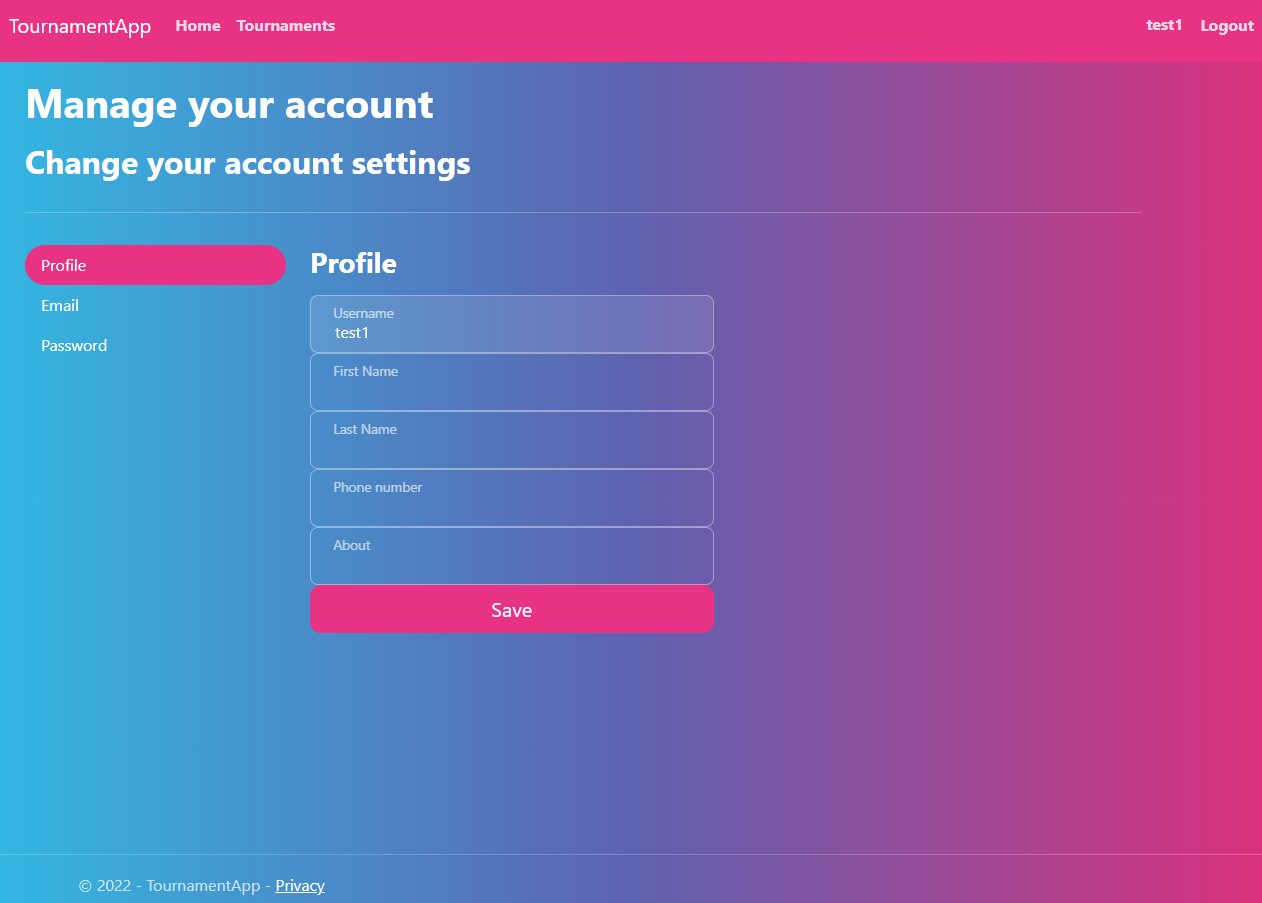 TournamentApp Home Tournaments test1 Logout
Manage your account
Change your account settings
Profile
Email
Password
Profile
Username
test1
First Name
Last Name
Phone number
About
Save
© 2022 - TournamentApp - Privacy